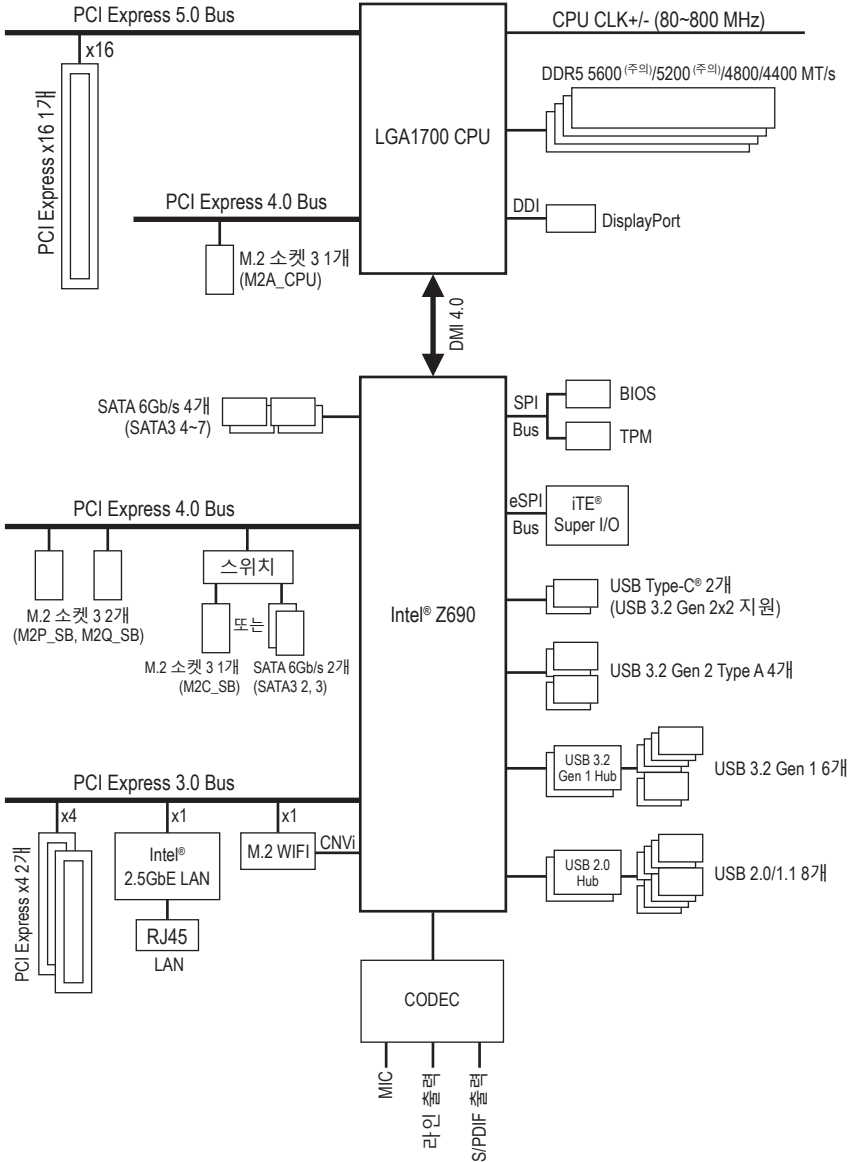 PCI Express 5.0 Bus
CPU CLK+/- (80~800 MHz)
x16
PCI Express x16 1개
DDR5 5600 (주의)/5200 (주의)/4800/4400 MT/s
LGA1700 CPU
PCI Express 4.0 Bus
DDI
DisplayPort
M.2 소켓 3 1개
(M2A_CPU)
DMI 4.0
SATA 6Gb/s 4개
(SATA3 4~7)
SPI
Bus
BIOS
TPM
PCI Express 4.0 Bus
eSPI
Bus
iTE®
Super I/O
스위치
Intel® Z690
USB Type-C® 2개
(USB 3.2 Gen 2x2 지원)
M.2 소켓 3 2개
(M2P_SB, M2Q_SB)
또는
M.2 소켓 3 1개
(M2C_SB)
SATA 6Gb/s 2개
(SATA3 2, 3)
USB 3.2 Gen 2 Type A 4개
USB 3.2
Gen 1 Hub
USB 3.2 Gen 1 6개
PCI Express 3.0 Bus
x4
x1
x1
PCI Express x4 2개
Intel®
2.5GbE LAN
M.2 WIFI
CNVi
USB 2.0
Hub
USB 2.0/1.1 8개
RJ45
LAN
CODEC
MIC
라인 출력
S/PDIF 출력